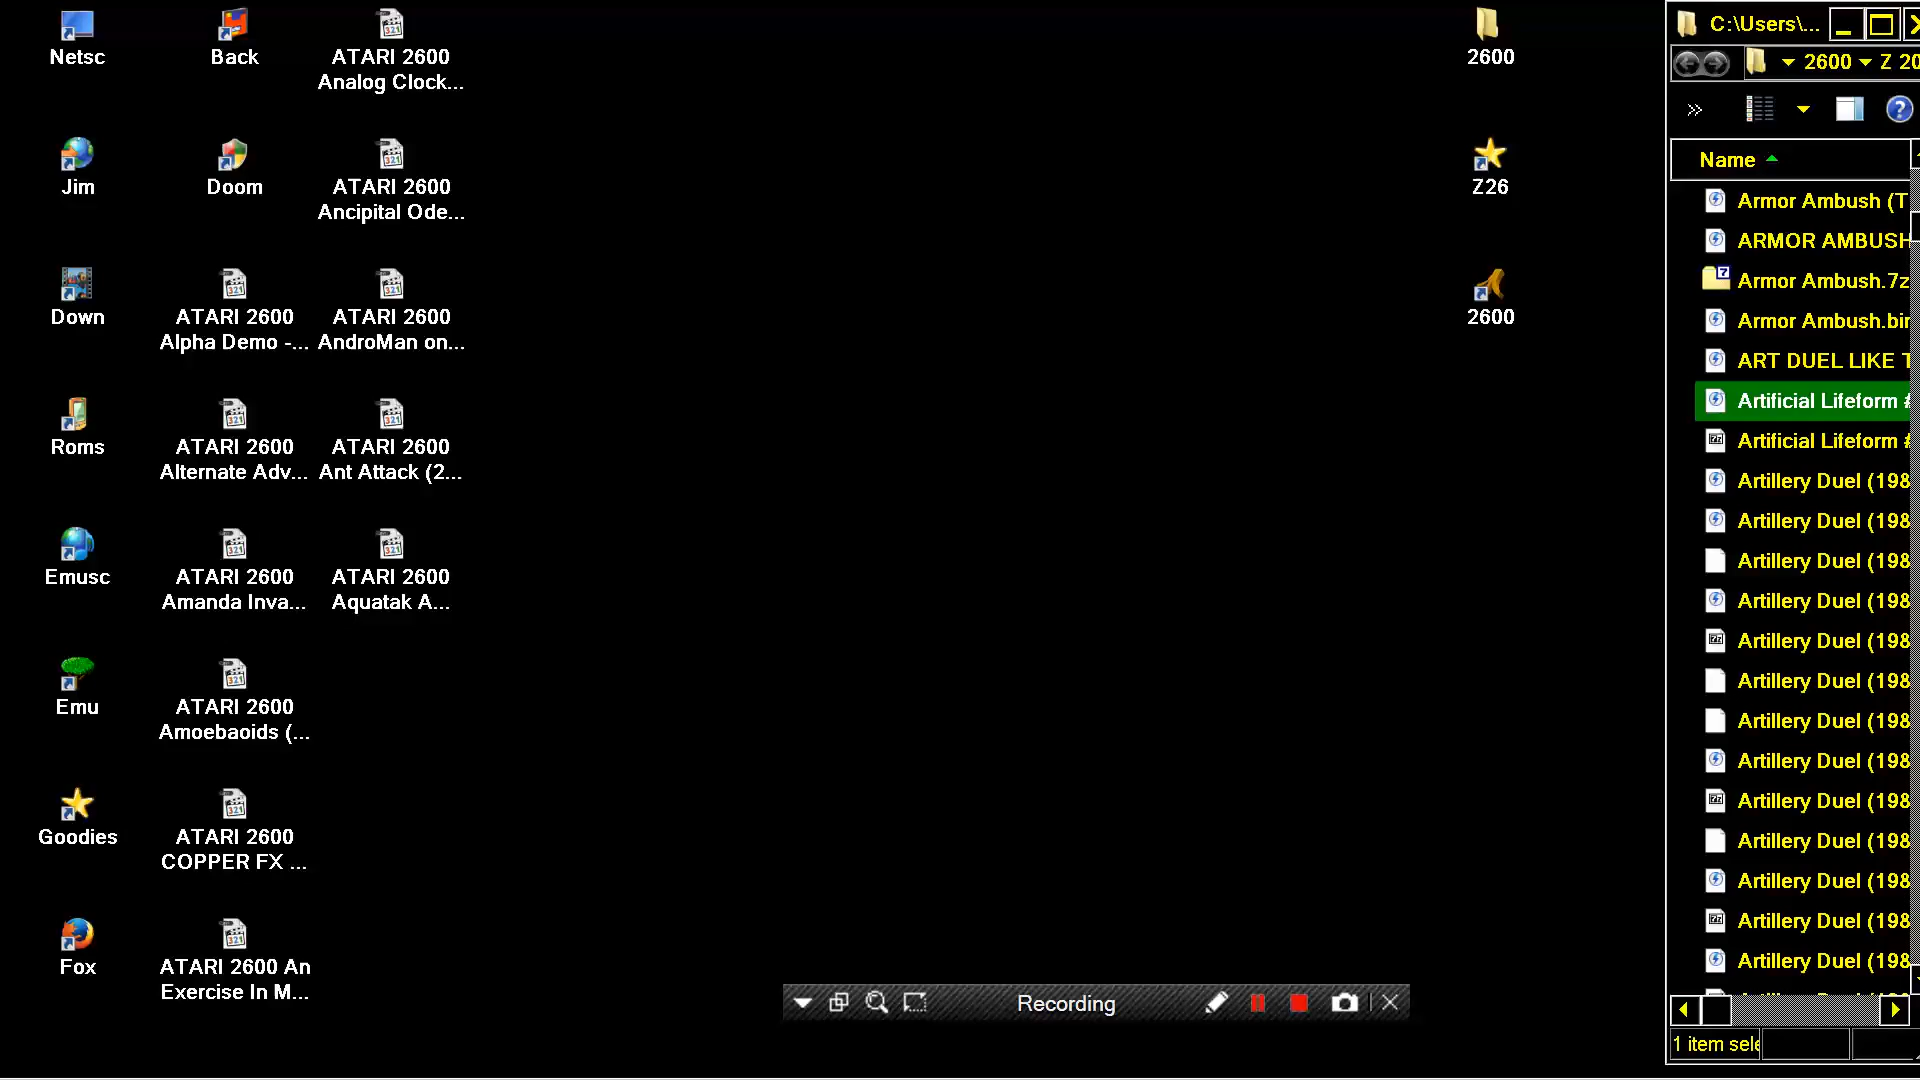 Netsc
Back
ATARI 2600
Analog Clock...
Jim
Doom
ATARI 2600
Ancipital Ode...
Down
ATARI 2600
Alpha Demo -...
ATARI 2600
AndroMan on...
Roms
ATARI 2600
Alternate Adv...
ATARI 2600
Ant Attack (2...
Emusc
ATARI 2600
Amanda Inva...
ATARI 2600
Aquatak A...
Emu
ATARI 2600
Amoebaoids (...
Goodies
ATARI 2600
COPPER FX ...
Fox
ATARI 2600 An
Exercise In M...
2600
Z26
2600
Recording
C:\Users\...
2600 Z 20
Name
Armor Ambush (T
ARMOR AMBUSH
Armor Ambush.7z
Armor Ambush.bin
ART DUEL LIKE T
Artificial Lifeform #
Artificial Lifeform #
Artillery Duel (198
Artillery Duel (198
Artillery Duel (198
Artillery Duel (198
Artillery Duel (198
Artillery Duel (198
Artillery Duel (198
Artillery Duel (198
Artillery Duel (198
Artillery Duel (198
Artillery Duel (198
Artillery Duel (198
Artillery Duel (198
1 item sele